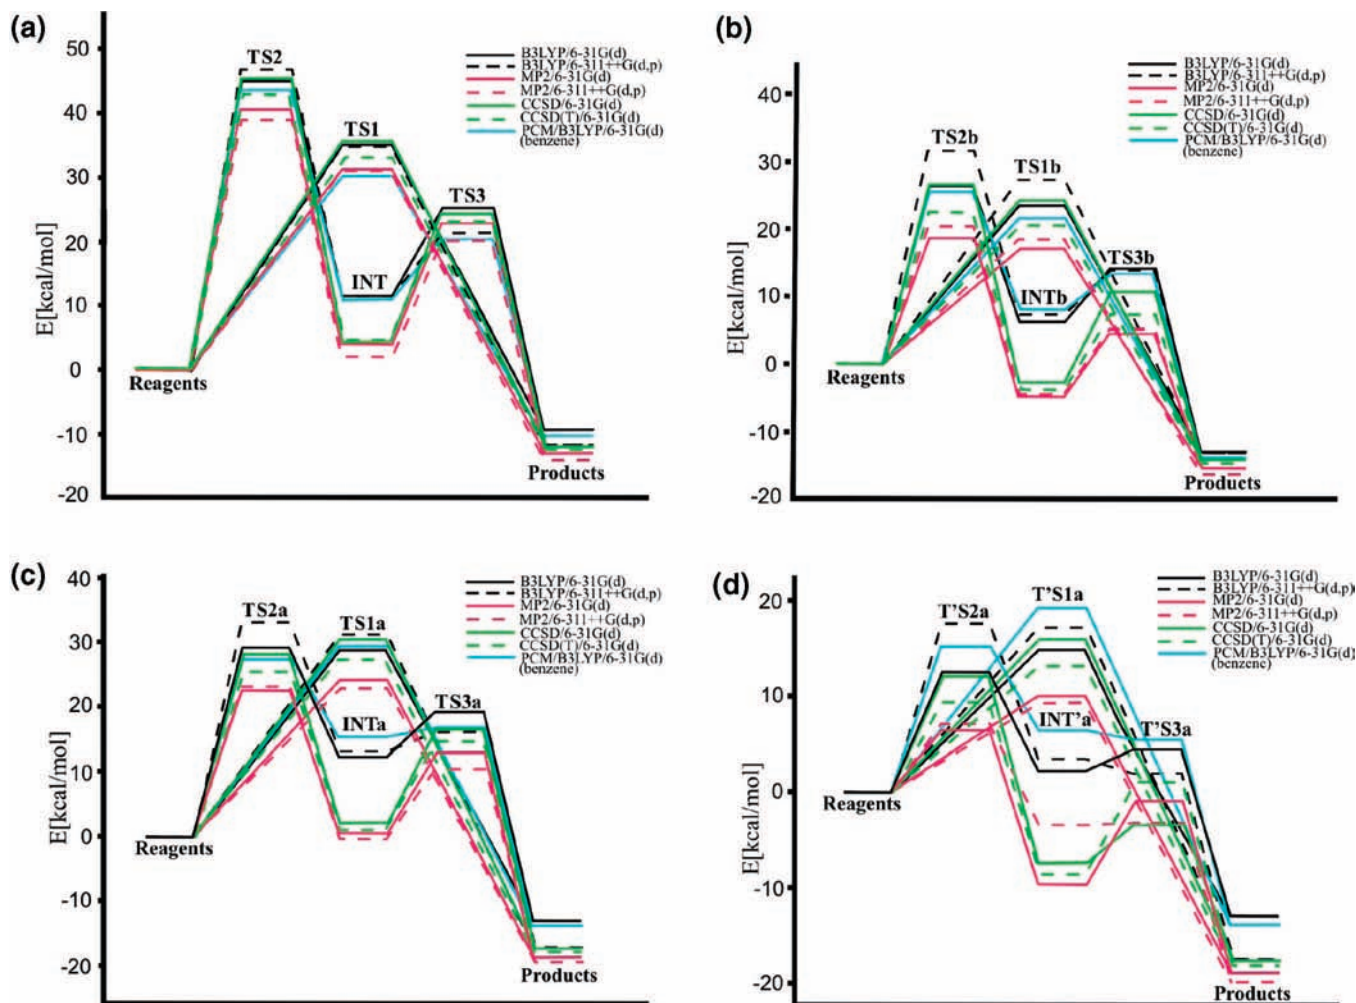 (a)
E[kcal/mol]
50
40
30
20
10
0
-10
-20
TS2
TS1
TS3
INT
Reagents
Products
B3LYP/6-31G(d)
B3LYP/6-311++G(d,p)
MP2/6-31G(d)
MP2/6-311++G(d,p)
CCSD/6-31G(d)
CCSD(T)/6-31G(d)
PCM/B3LYP/6-31G(d)
(benzene)
(b)
E[kcal/mol]
40
30
20
10
0
-10
-20
TS2b
TS1b
TS3b
INTb
Reagents
Products
B3LYP/6-31G(d)
B3LYP/6-311++G(d,p)
MP2/6-31G(d)
MP2/6-311++G(d,p)
CCSD/6-31G(d)
CCSD(T)/6-31G(d)
PCM/B3LYP/6-31G(d)
(benzene)
(c)
E[kcal/mol]
40
30
20
10
0
-10
-20
TS2a
TS1a
TS3a
INTa
Reagents
Products
B3LYP/6-31G(d)
B3LYP/6-311++G(d,p)
MP2/6-31G(d)
MP2/6-311++G(d,p)
CCSD/6-31G(d)
CCSD(T)/6-31G(d)
PCM/B3LYP/6-31G(d)
(benzene)
(d)
E[kcal/mol]
20
10
0
-10
-20
T'S2a
T'S1a
INT'a
T'S3a
Reagents
Products
B3LYP/6-31G(d)
B3LYP/6-311++G(d,p)
MP2/6-31G(d)
MP2/6-311++G(d,p)
CCSD/6-31G(d)
CCSD(T)/6-31G(d)
PCM/B3LYP/6-31G(d)
(benzene)